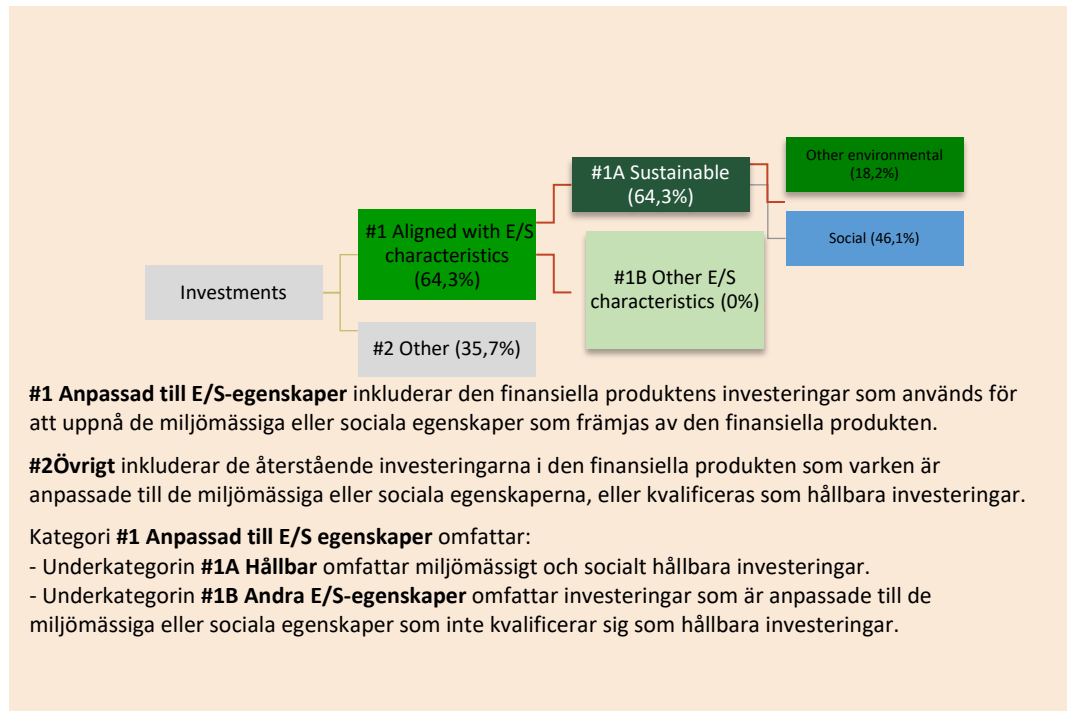 Investments
#1 Aligned with E/S
characteristics
(64,3%)
#2 Other (35,7%)
#1A Sustainable
(64,3%)
#1B Other E/S
characteristics (0%)
Other environmental
(18,2%)
Social (46,1%)
#1 Anpassad till E/S-egenskaper inkluderar den finansiella produktens investeringar som används för
att uppnå de miljömässiga eller sociala egenskaper som främjas av den finansiella produkten.
#2Övrigt inkluderar de återstående investeringarna i den finansiella produkten som varken är
anpassade till de miljömässiga eller sociala egenskaperna, eller kvalificeras som hållbara investeringar.
Kategori #1 Anpassad till E/S egenskaper omfattar:
- Underkategorin #1A Hållbar omfattar miljömässigt och socialt hållbara investeringar.
- Underkategorin #1B Andra E/S-egenskaper omfattar investeringar som är anpassade till de
miljömässiga eller sociala egenskaper som inte kvalificerar sig som hållbara investeringar.